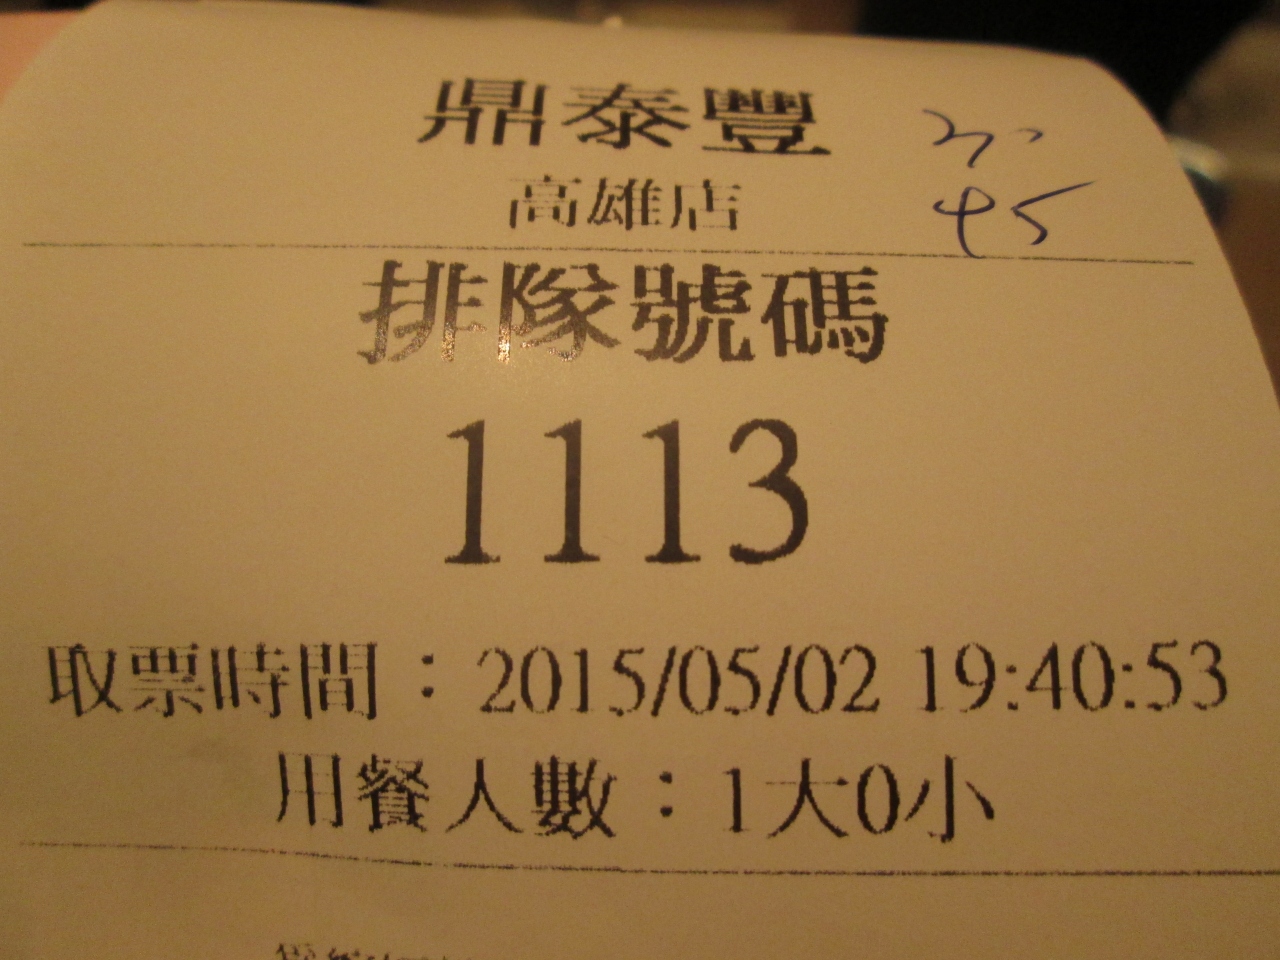 鼎泰豐
高雄店
45
排隊號碼
1113
取票時間：2015/05/02 19:40:53
用餐人數：1大0小